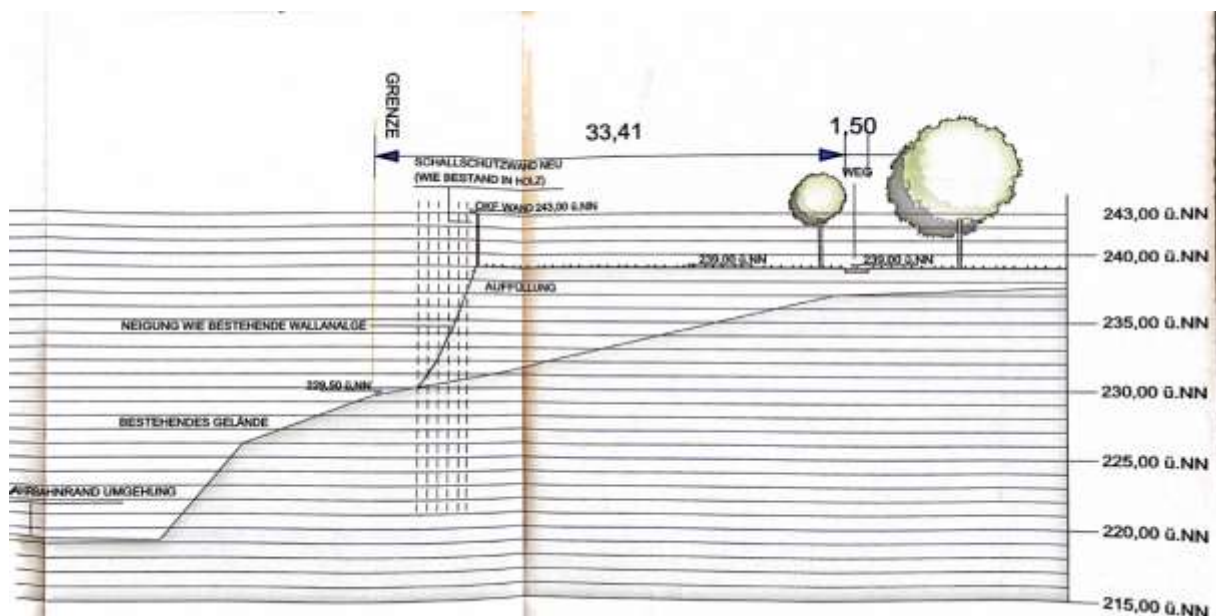 GRENZE
33,41
1,50
SCHALLSCHUTZWAND NEU
(WIE BESTAND IN HOLZ)
WEG
OKF WAND 243,00 ü.NN
243,00 ü.NN
239,00 ü.NN
239,00 ü.NN
240,00 ü.NN
AUFFÜLLUNG
NEIGUNG WIE BESTEHENDE WALLANALGE
235,00 ü.NN
229,50 ü.NN
230,00 ü.NN
BESTEHENDES GELÄNDE
225,00 ü.NN
UMGEHUNG
220,00 ü.NN
215,00 ü.NN